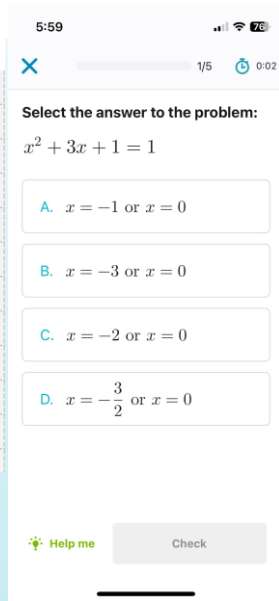 5:59 76
1/5 0:02
Select the answer to the problem:
x² + 3x + 1 = 1
A. x = −1 or x = 0
B. x = −3 or x = 0
C. x = −2 or x = 0
D. x = −3/2 or x = 0
Help me Check